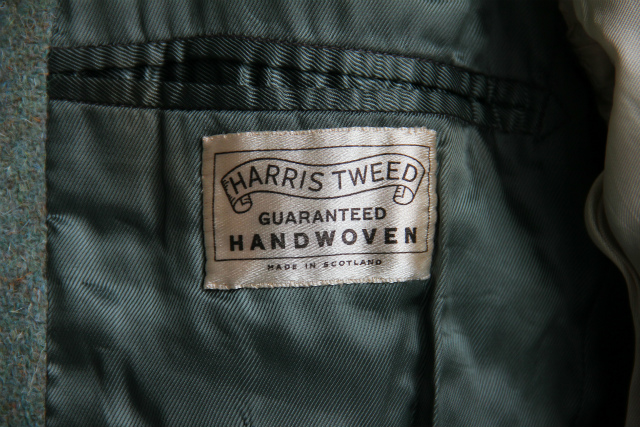 HARRIS TWEED
GUARANTEED
HANDWOVEN
MADE IN SCOTLAND